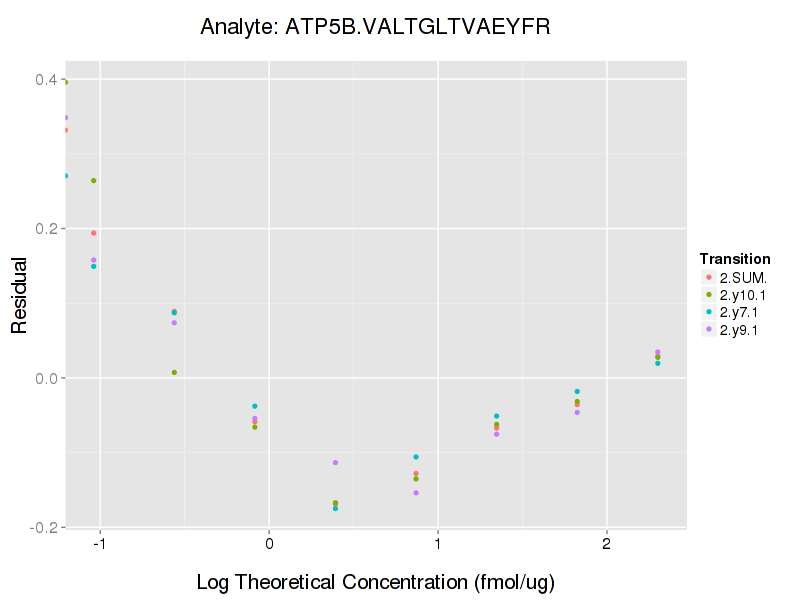 Analyte: ATP5B.VALTGLTVAEYFR
0.4
0.2
0.0
-0.2
Residual
-1 0 1 2
Log Theoretical Concentration (fmol/ug)
Transition
2.SUM.
2.y10.1
2.y7.1
2.y9.1